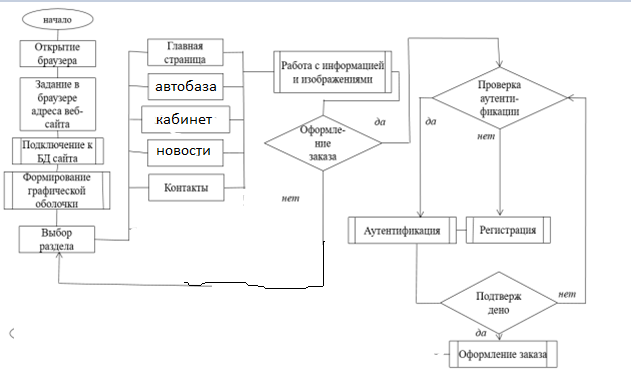 начало
Открытие
браузера
Задание в
браузере
адреса веб-
сайта
Подключение к
БД сайта
Формирование
графической
оболочки
Выбор
раздела
Главная
страница
автобаза
кабинет
новости
Контакты
Работа с информацией
и изображениями
Оформле-
ние
заказа
да
нет
Проверка
аутенти-
фикации
да
нет
Аутентификация
Регистрация
Подтверж
дено
нет
да
Оформление заказа